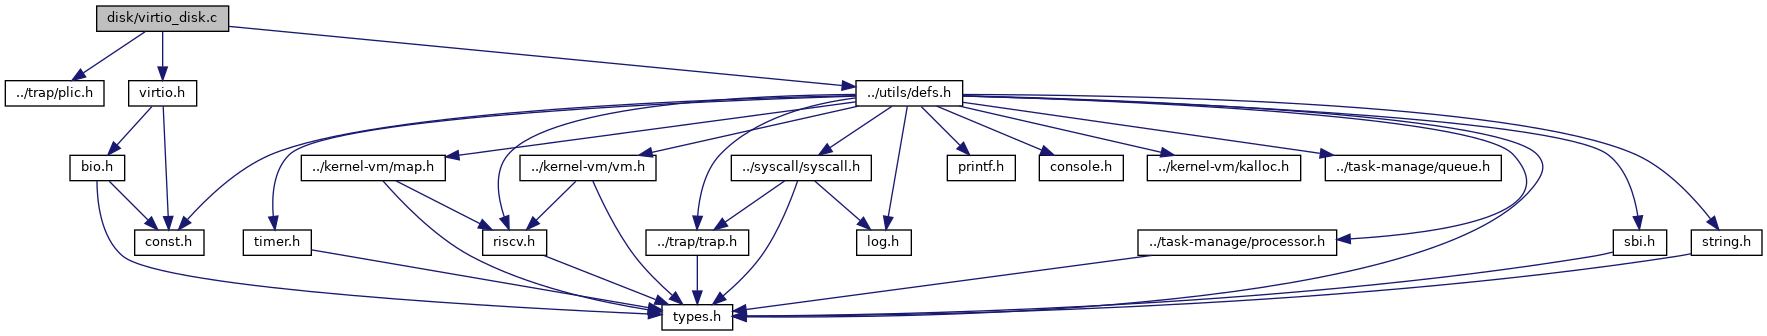 disk/virtio_disk.c
../trap/plic.h
virtio.h
../utils/defs.h
bio.h
../kernel-vm/map.h
../kernel-vm/vm.h
../syscall/syscall.h
printf.h
console.h
../kernel-vm/kalloc.h
../task-manage/queue.h
const.h
timer.h
riscv.h
../trap/trap.h
log.h
../task-manage/processor.h
sbi.h
string.h
types.h